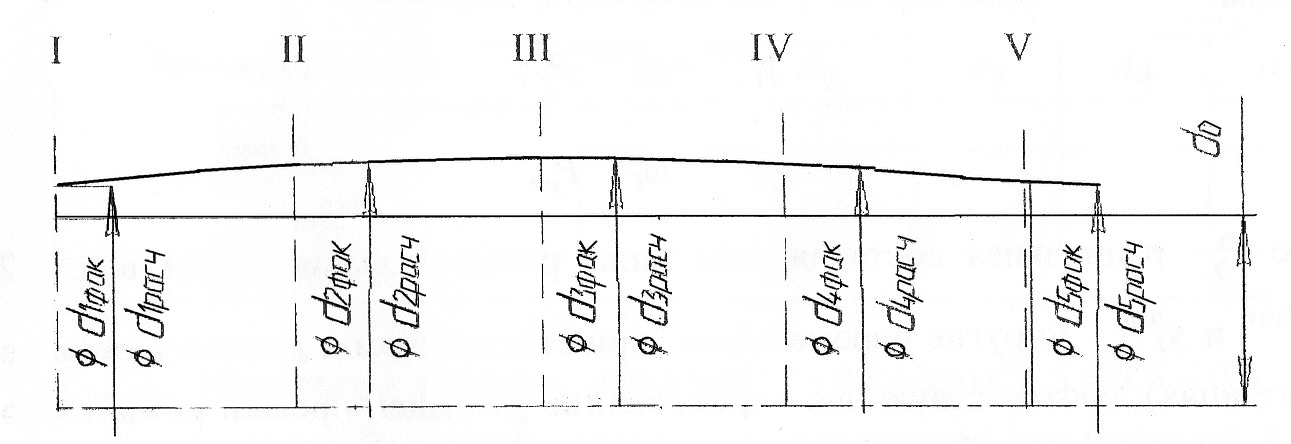 I II III IV V
d0
ϕ d1фак
ϕ d1расч
ϕ d2фак
ϕ d2расч
ϕ d3фак
ϕ d3расч
ϕ d4фак
ϕ d4расч
ϕ d5фак
ϕ d5расч